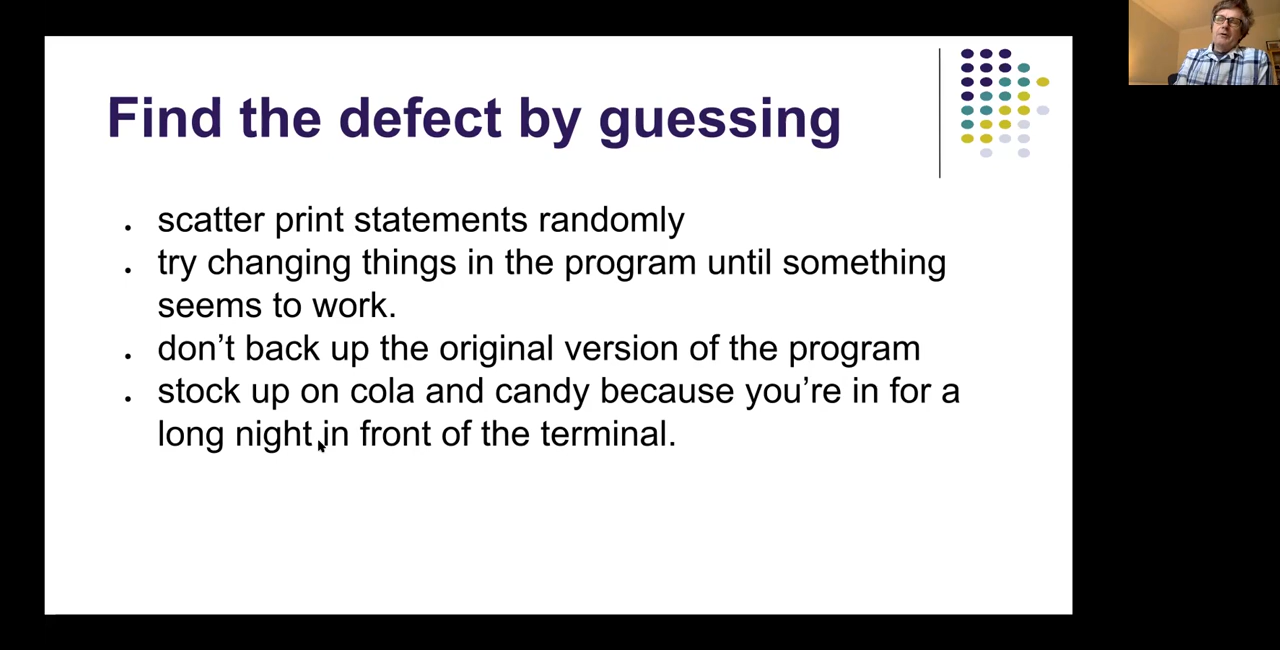 Find the defect by guessing
scatter print statements randomly
try changing things in the program until something
seems to work.
don’t back up the original version of the program
stock up on cola and candy because you’re in for a
long night in front of the terminal.